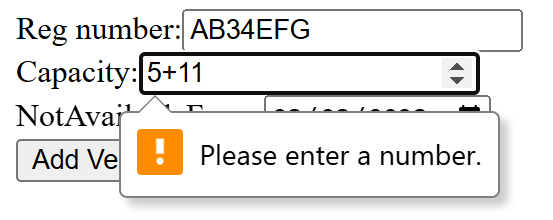 Reg number: AB34EFG
Capacity: 5+11
Please enter a number.